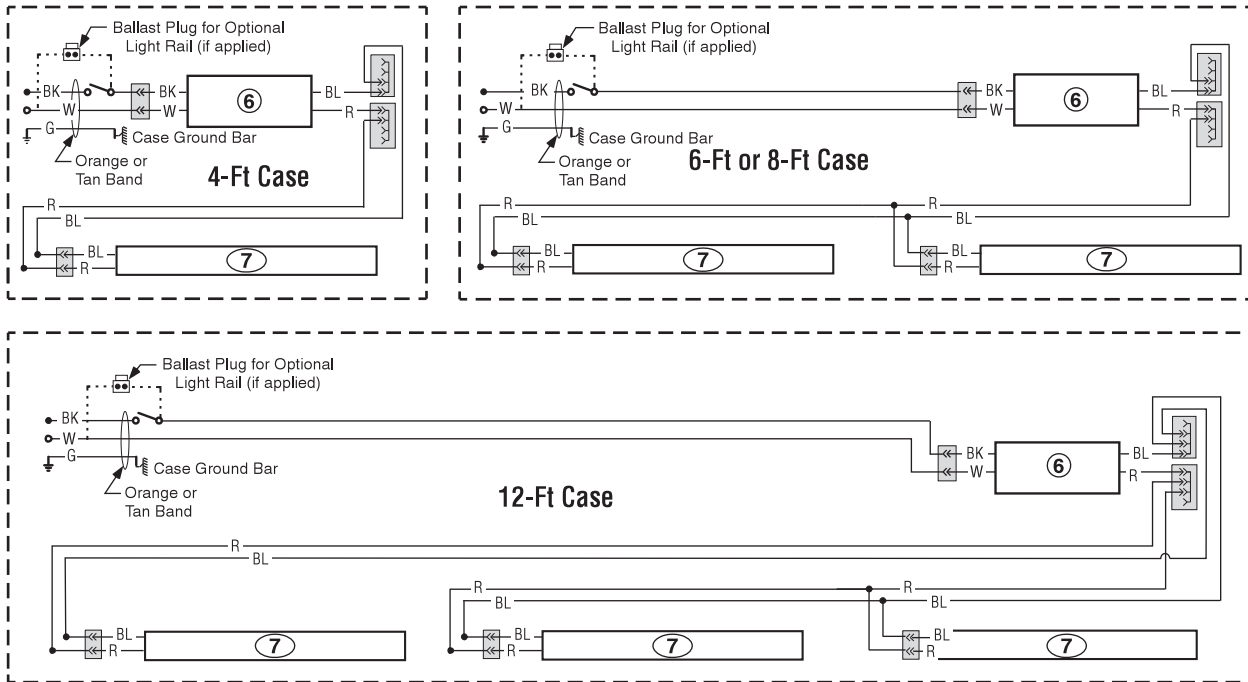 Ballast Plug for Optional
Light Rail (if applied)
BK
W
G
Case Ground Bar
Orange or
Tan Band
BK
W
6
BL
R
4-Ft Case
R
BL
BL
R
7
Ballast Plug for Optional
Light Rail (if applied)
BK
W
G
Case Ground Bar
Orange or
Tan Band
BK
W
6
BL
R
6-Ft or 8-Ft Case
R
BL
R
BL
BL
R
7
BL
R
7
Ballast Plug for Optional
Light Rail (if applied)
BK
W
G
Case Ground Bar
Orange or
Tan Band
BK
W
6
BL
R
12-Ft Case
R
BL
R
BL
R
BL
BL
R
7
BL
R
7
BL
R
7